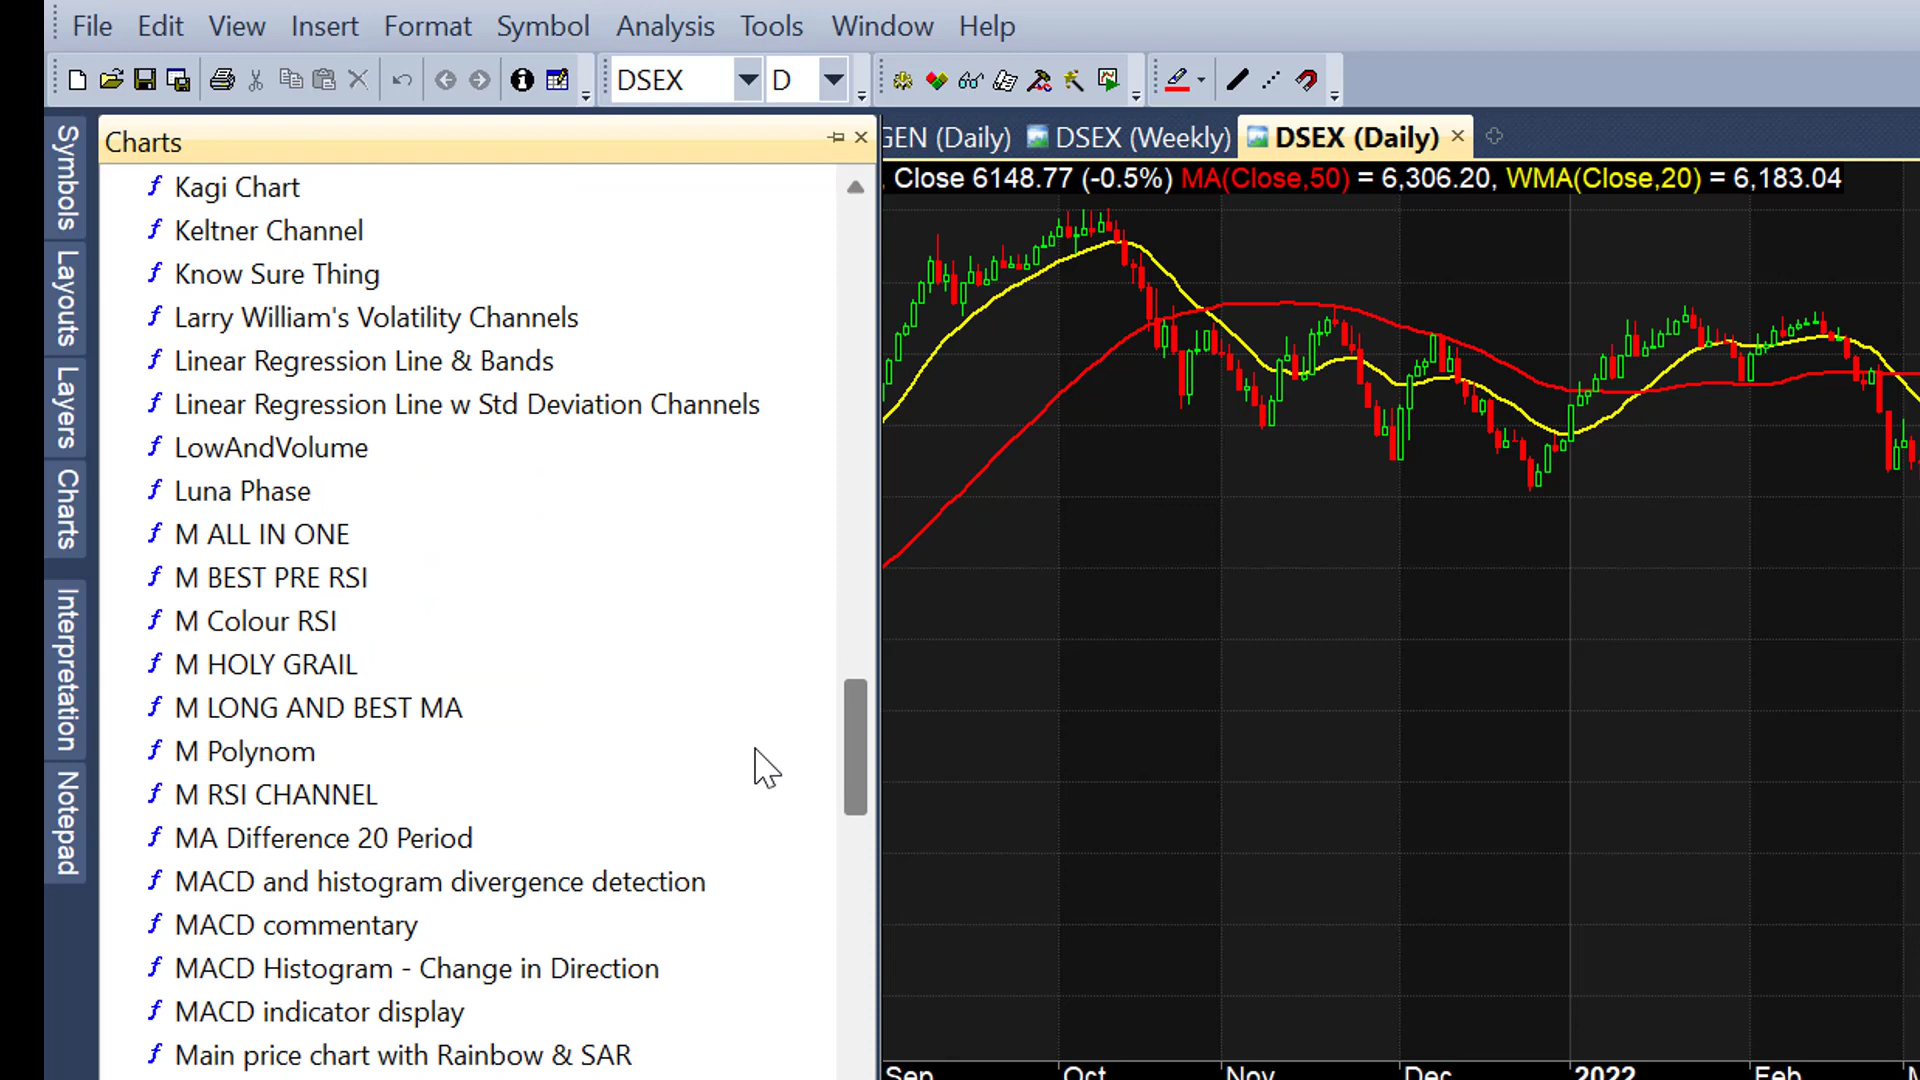 File Edit View Insert Format Symbol Analysis Tools Window Help
DSEX D
Charts
GEN (Daily) DSEX (Weekly) DSEX (Daily)
, Close 6148.77 (-0.5%) MA(Close,50) = 6,306.20, WMA(Close,20) = 6,183.04
Symbols
Layouts
Layers
Charts
Interpretation
Notepad
Kagi Chart
Keltner Channel
Know Sure Thing
Larry William's Volatility Channels
Linear Regression Line & Bands
Linear Regression Line w Std Deviation Channels
LowAndVolume
Luna Phase
M ALL IN ONE
M BEST PRE RSI
M Colour RSI
M HOLY GRAIL
M LONG AND BEST MA
M Polynom
M RSI CHANNEL
MA Difference 20 Period
MACD and histogram divergence detection
MACD commentary
MACD Histogram - Change in Direction
MACD indicator display
Main price chart with Rainbow & SAR
Sep Oct Nov Dec 2022 Feb